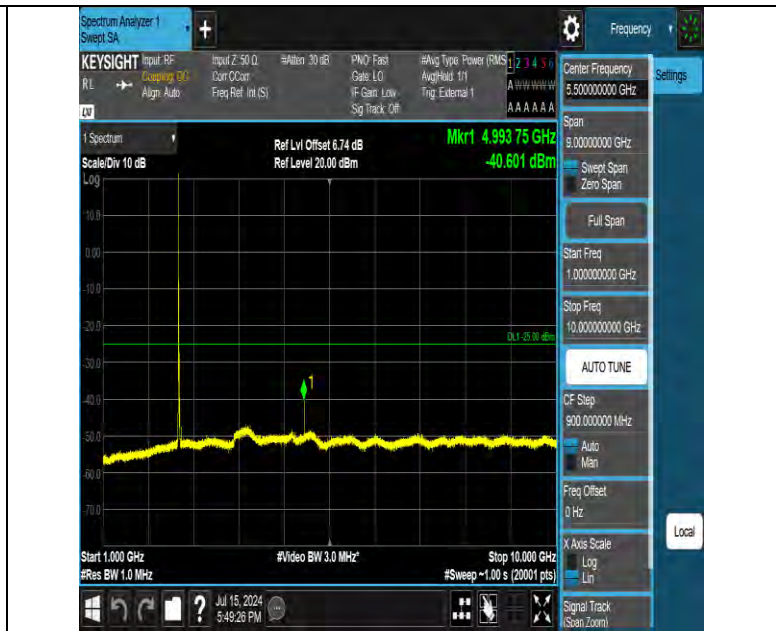 Spectrum Analyzer 1
Swept SA
+
Frequency
KEYSIGHT
RL
Input: RF
Coupling: DC
Align: Auto
Input Z: 50 Ω
Corr CCorr
Freq Ref: Int (S)
#Atten: 30 dB
PNO: Fast
Gate: LO
IF Gain: Low
Sig Track: Off
#Avg Type: Power (RMS
Avg|Hold: 1/1
Trig: External 1
1 2 3 4 5 6
A W W W W W
A A A A A A
1 Spectrum
Scale/Div 10 dB
Log
Ref Lvl Offset 6.74 dB
Ref Level 20.00 dBm
Mkr1 4.993 75 GHz
-40.601 dBm
10.0
0.00
-10.0
-20.0
-30.0
-40.0
-50.0
-60.0
-70.0
DL1 -25.00 dBm
1
Start 1.000 GHz
#Res BW 1.0 MHz
#Video BW 3.0 MHz*
Stop 10.000 GHz
#Sweep ~1.00 s (20001 pts)
Jul 15, 2024
5:49:26 PM
Center Frequency
5.500000000 GHz
Settings
Span
9.00000000 GHz
Swept Span
Zero Span
Full Span
Start Freq
1.000000000 GHz
Stop Freq
10.000000000 GHz
AUTO TUNE
CF Step
900.000000 MHz
Auto
Man
Freq Offset
0 Hz
X Axis Scale
Log
Lin
Local
Signal Track
(Span Zoom)